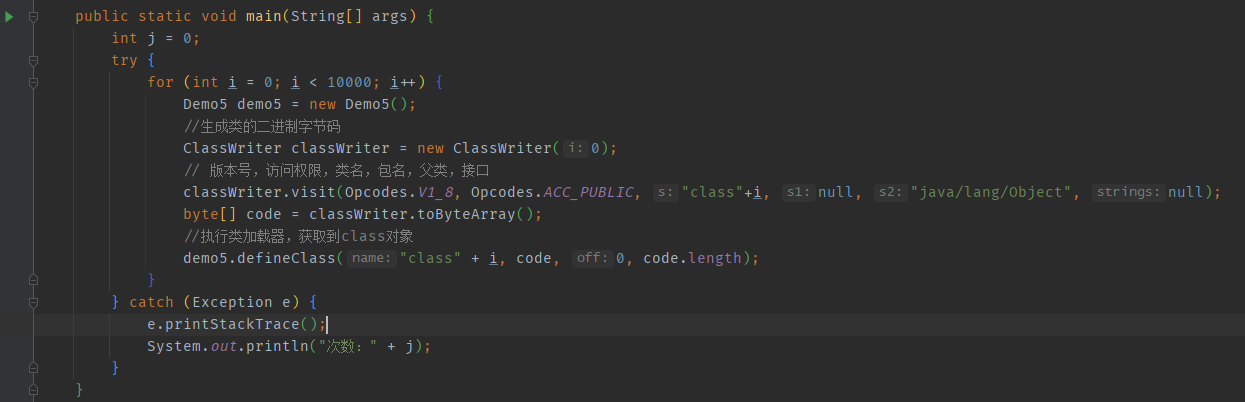 public static void main(String[] args) {
int j = 0;
try {
for (int i = 0; i < 10000; i++) {
Demo5 demo5 = new Demo5();
//生成类的二进制字节码
ClassWriter classWriter = new ClassWriter( i: 0);
// 版本号，访问权限，类名，包名，父类，接口
classWriter.visit(Opcodes.V1_8, Opcodes.ACC_PUBLIC, s: "class"+i, s1: null, s2: "java/lang/Object", strings: null);
byte[] code = classWriter.toByteArray();
//执行类加载器，获取到class对象
demo5.defineClass( name: "class" + i, code, off: 0, code.length);
}
} catch (Exception e) {
e.printStackTrace();
System.out.println("次数：" + j);
}
}